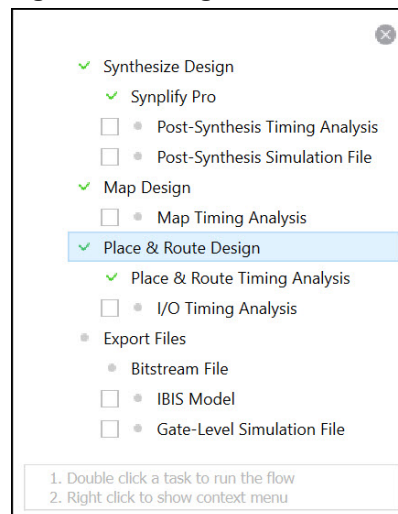 Synthesize Design
Synplify Pro
Post-Synthesis Timing Analysis
Post-Synthesis Simulation File
Map Design
Map Timing Analysis
Place & Route Design
Place & Route Timing Analysis
I/O Timing Analysis
Export Files
Bitstream File
IBIS Model
Gate-Level Simulation File
1. Double click a task to run the flow
2. Right click to show context menu